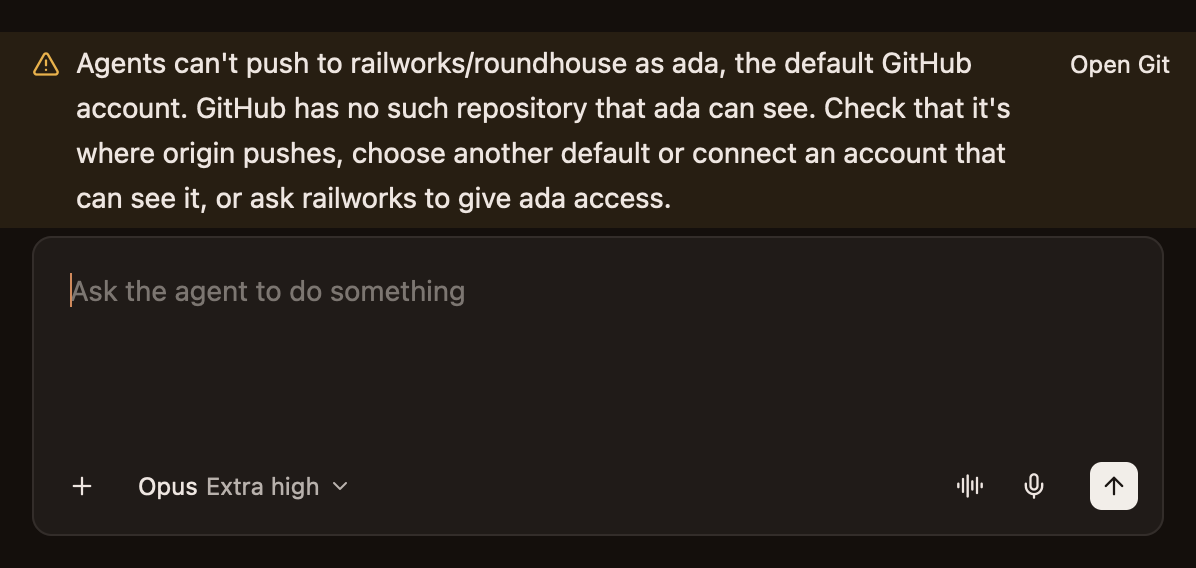 Agents can't push to railworks/roundhouse as ada, the default GitHub
account. GitHub has no such repository that ada can see. Check that it's
where origin pushes, choose another default or connect an account that
can see it, or ask railworks to give ada access.
Open Git
Ask the agent to do something
Opus Extra high